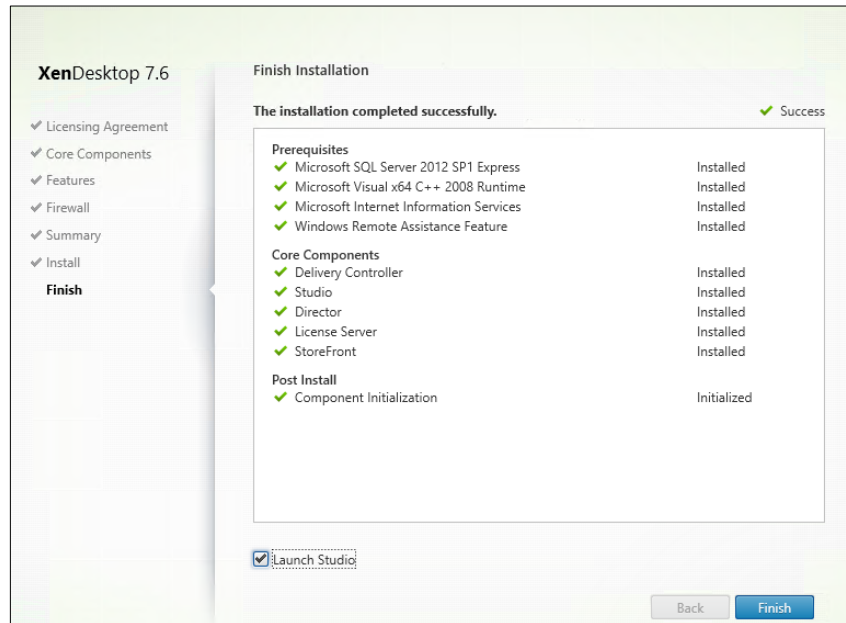 XenDesktop 7.6
Licensing Agreement
Core Components
Features
Firewall
Summary
Install
Finish
Finish Installation
The installation completed successfully. Success
Prerequisites
Microsoft SQL Server 2012 SP1 Express Installed
Microsoft Visual x64 C++ 2008 Runtime Installed
Microsoft Internet Information Services Installed
Windows Remote Assistance Feature Installed
Core Components
Delivery Controller Installed
Studio Installed
Director Installed
License Server Installed
StoreFront Installed
Post Install
Component Initialization Initialized
Launch Studio
Back Finish